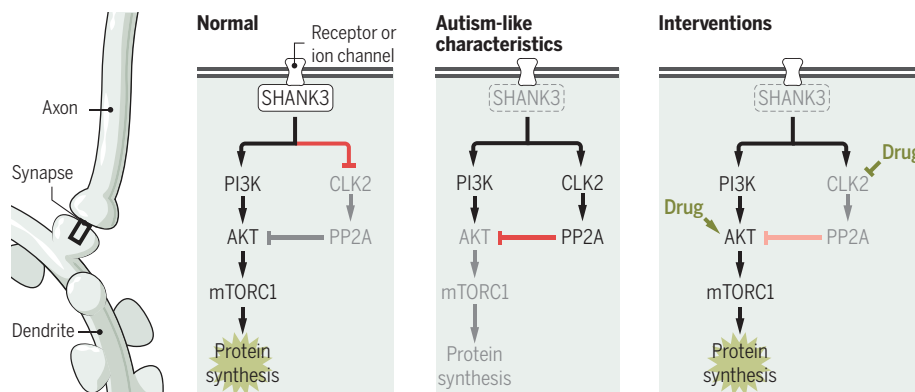 Axon
Synapse
Dendrite
Normal
Receptor or
ion channel
SHANK3
PI3K
CLK2
AKT
PP2A
mTORC1
Protein
synthesis
Autism-like
characteristics
SHANK3
PI3K
CLK2
AKT
PP2A
mTORC1
Protein
synthesis
Interventions
SHANK3
Drug
PI3K
CLK2
Drug
AKT
PP2A
mTORC1
Protein
synthesis